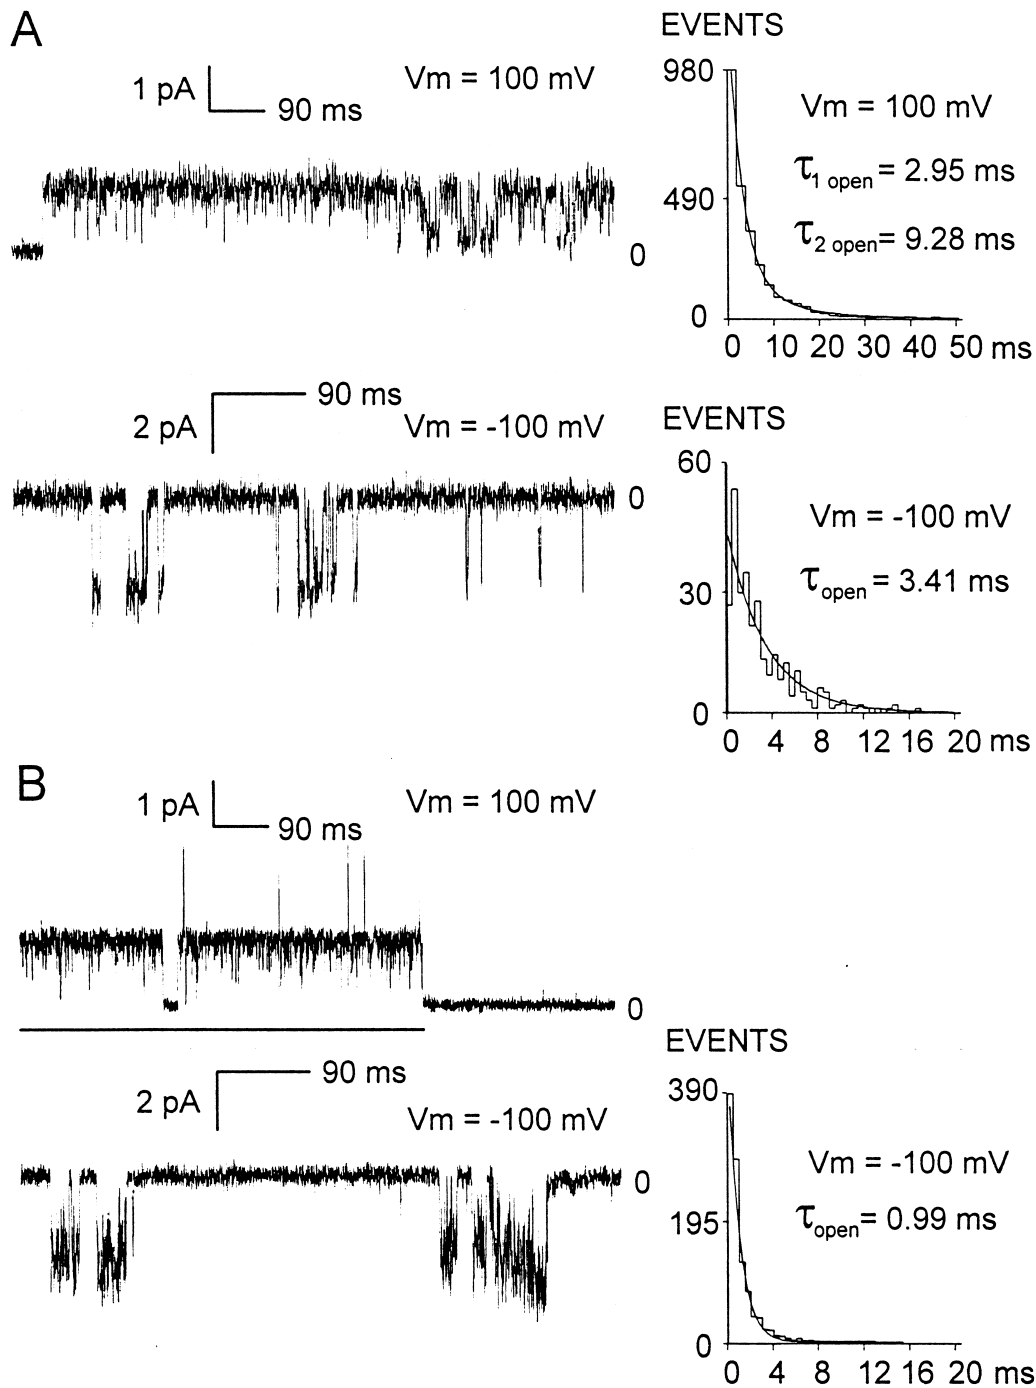 A
1 pA
90 ms
Vm = 100 mV
0
EVENTS
980
490
0
Vm = 100 mV
τ1 open = 2.95 ms
τ2 open = 9.28 ms
0 10 20 30 40 50 ms
90 ms
2 pA
Vm = -100 mV
0
EVENTS
60
30
0
Vm = -100 mV
τopen = 3.41 ms
0 4 8 12 16 20 ms
B
1 pA
90 ms
Vm = 100 mV
0
90 ms
2 pA
Vm = -100 mV
0
EVENTS
390
195
0
Vm = -100 mV
τopen = 0.99 ms
0 4 8 12 16 20 ms